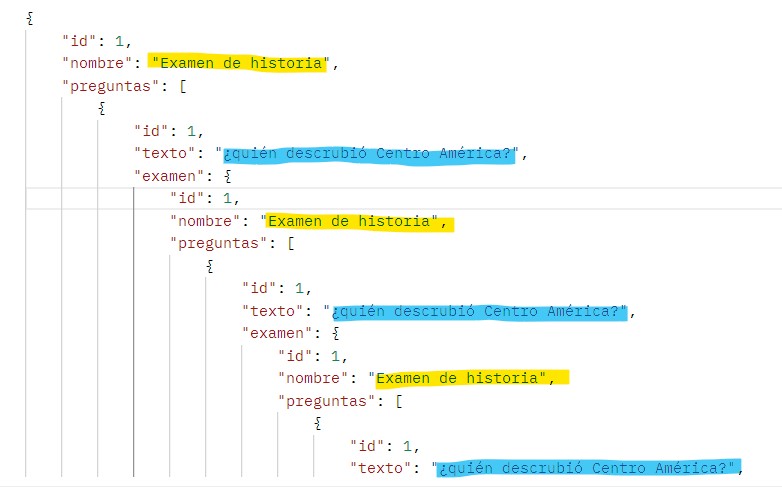 {
"id": 1,
"nombre": "Examen de historia",
"preguntas": [
{
"id": 1,
"texto": "¿quién descrubió Centro América?",
"examen": {
"id": 1,
"nombre": "Examen de historia",
"preguntas": [
{
"id": 1,
"texto": "¿quién descrubió Centro América?",
"examen": {
"id": 1,
"nombre": "Examen de historia",
"preguntas": [
{
"id": 1,
"texto": "¿quién descrubió Centro América?",